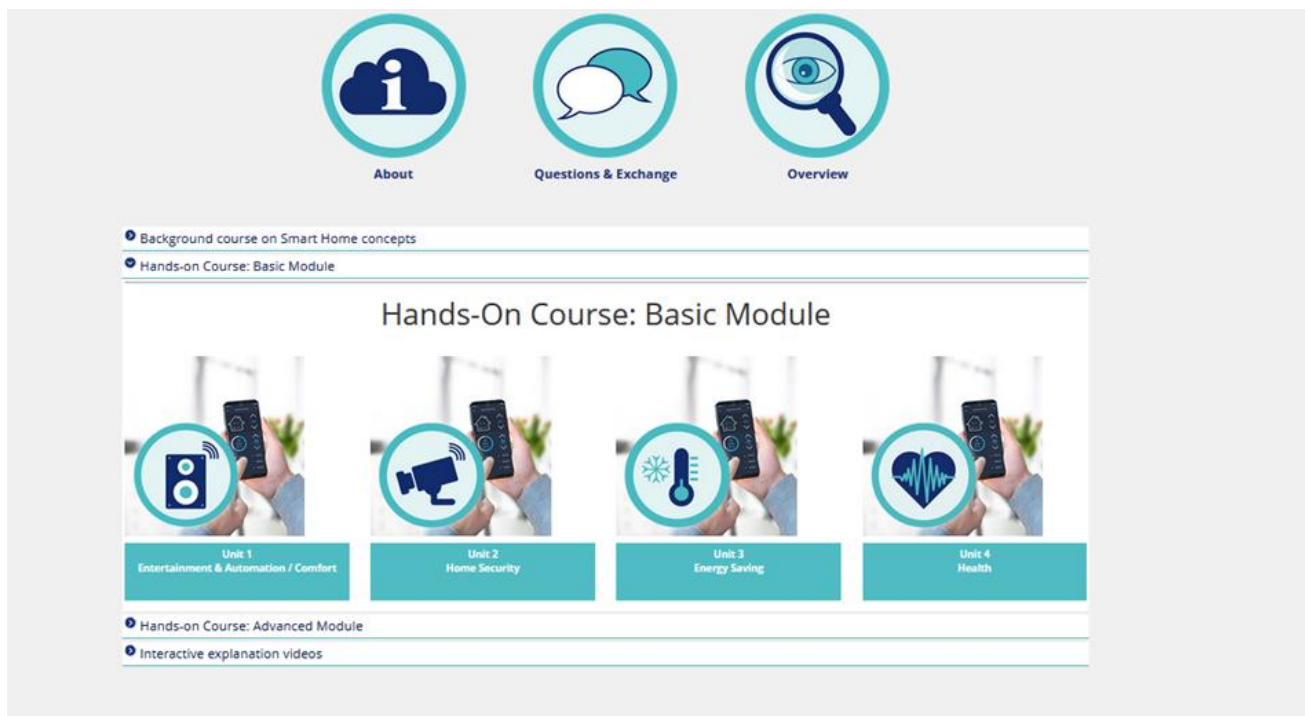 About
Questions & Exchange
Overview
Background course on Smart Home concepts
Hands-on Course: Basic Module
Hands-On Course: Basic Module
Unit 1
Entertainment & Automation / Comfort
Unit 2
Home Security
Unit 3
Energy Saving
Unit 4
Health
Hands-on Course: Advanced Module
Interactive explanation videos